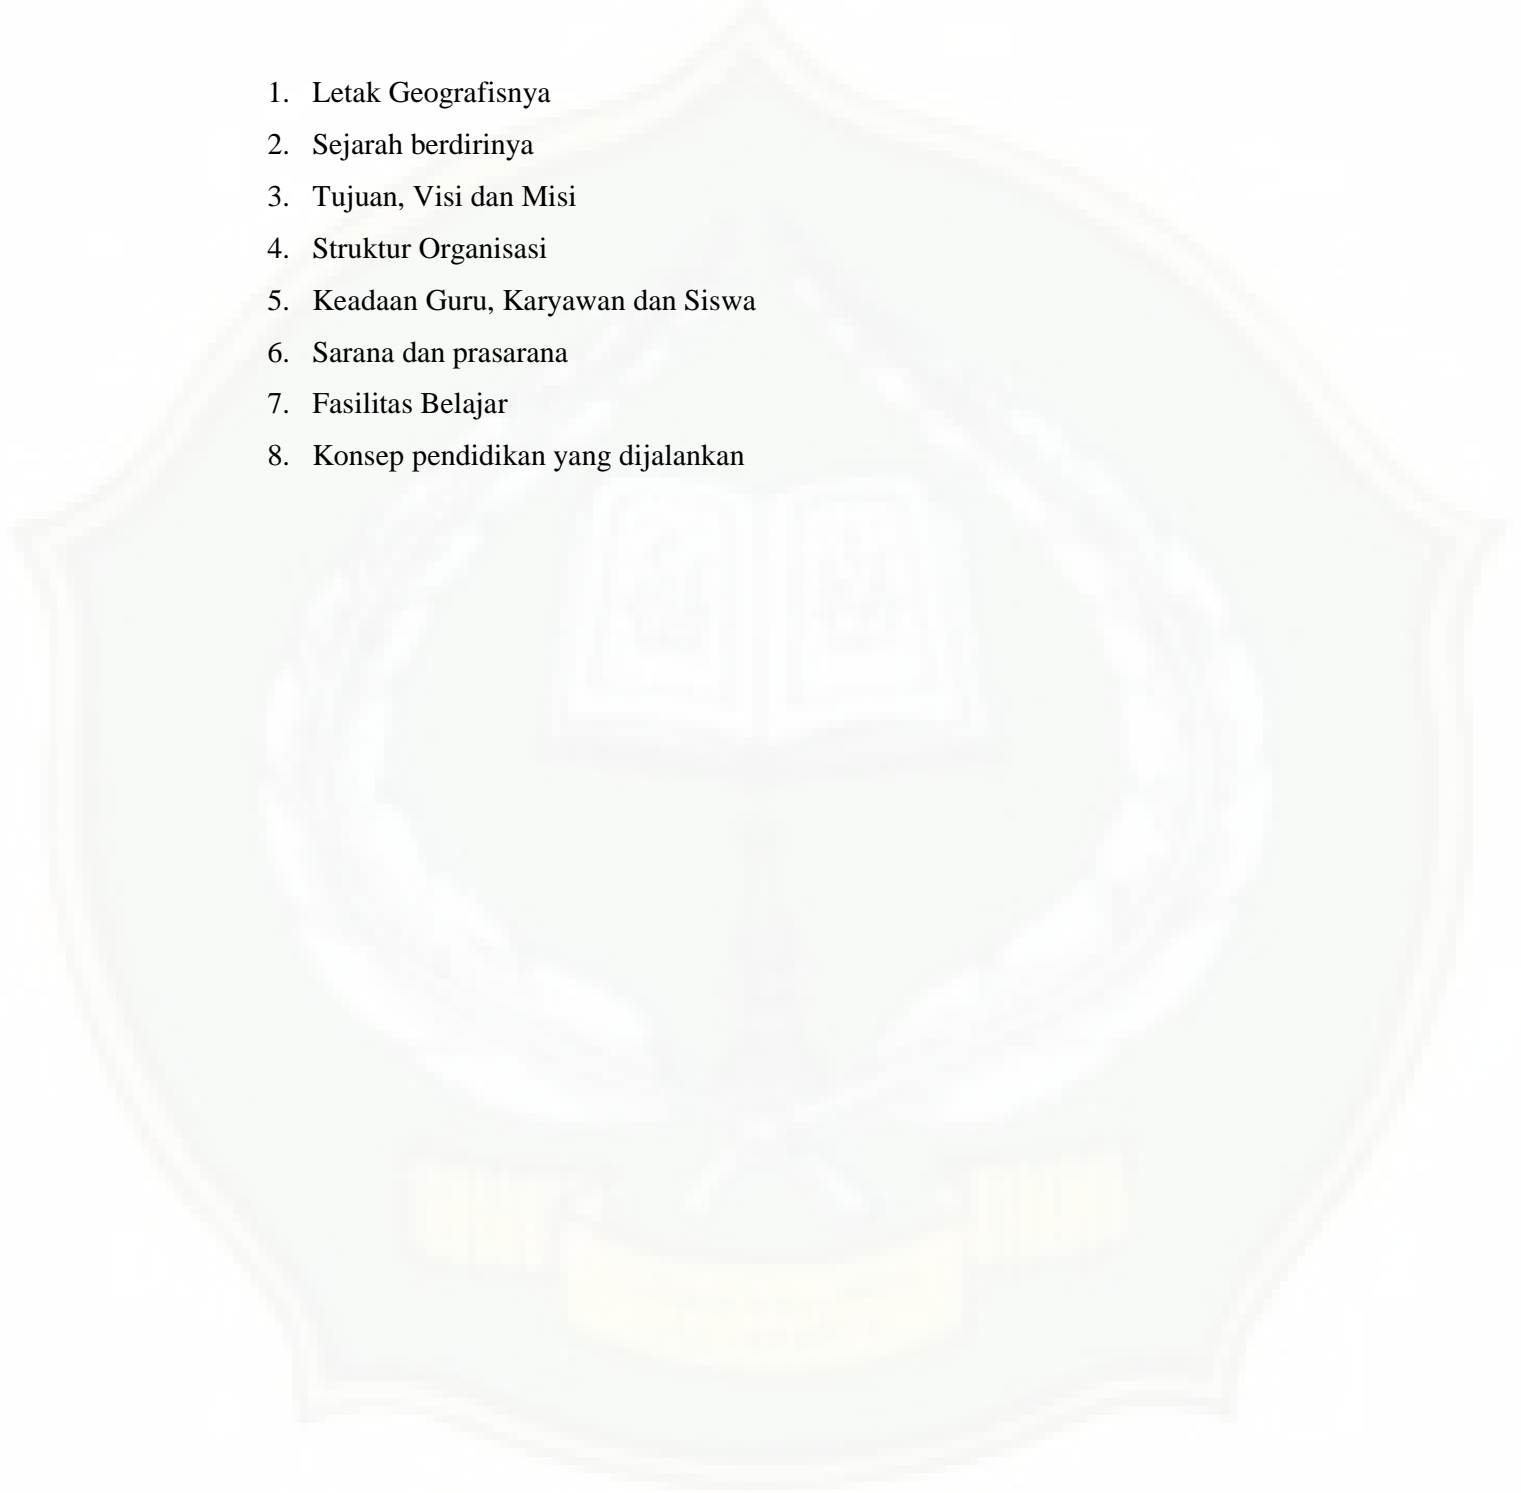 1. Letak Geografisnya
2. Sejarah berdirinya
3. Tujuan, Visi dan Misi
4. Struktur Organisasi
5. Keadaan Guru, Karyawan dan Siswa
6. Sarana dan prasarana
7. Fasilitas Belajar
8. Konsep pendidikan yang dijalankan